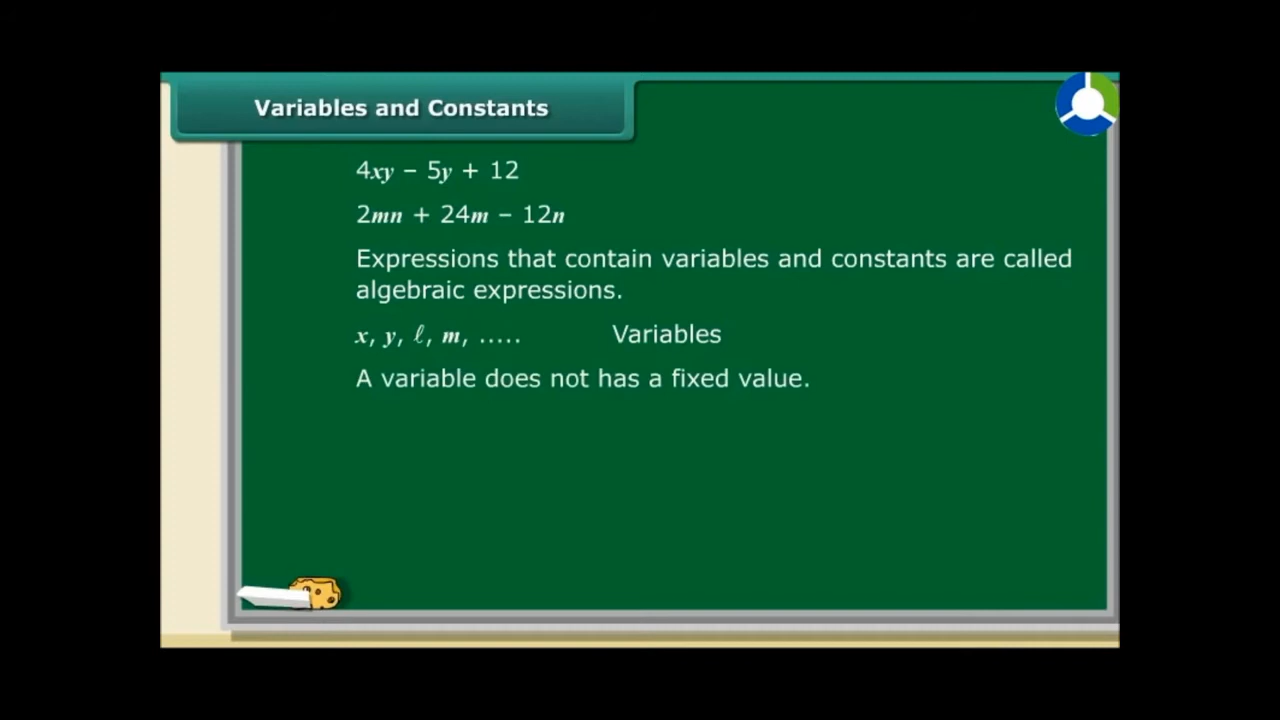 Variables and Constants
4xy – 5y + 12
2mn + 24m – 12n
Expressions that contain variables and constants are called
algebraic expressions.
x, y, ℓ, m, ..... Variables
A variable does not has a fixed value.